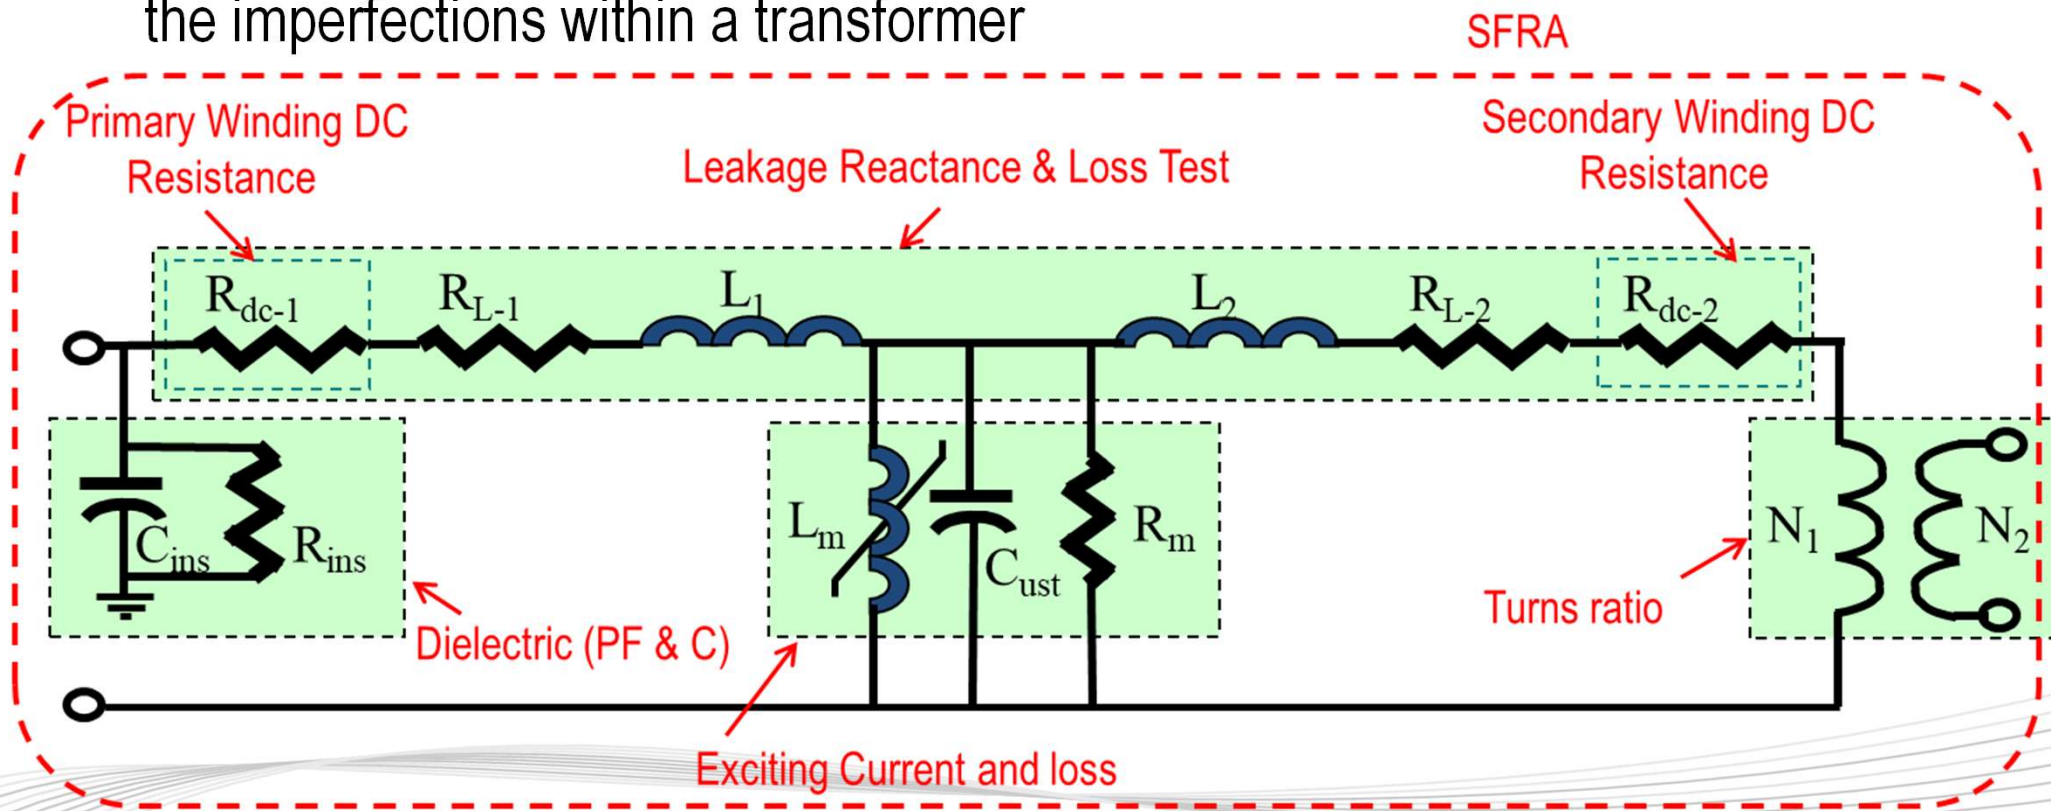 the imperfections within a transformer
SFRA
Primary Winding DC
Resistance
Leakage Reactance & Loss Test
Secondary Winding DC
Resistance
Rdc-1
RL-1
L1
L2
RL-2
Rdc-2
Cins
Rins
Lm
Cust
Rm
N1
N2
Dielectric (PF & C)
Turns ratio
Exciting Current and loss